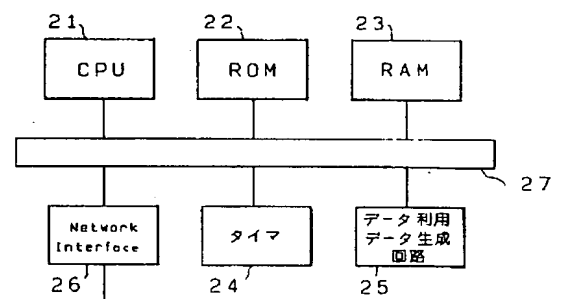 21
22
23
CPU
ROM
RAM
27
Network
Interface
タイマ
データ利用
データ生成
回路
26
24
25